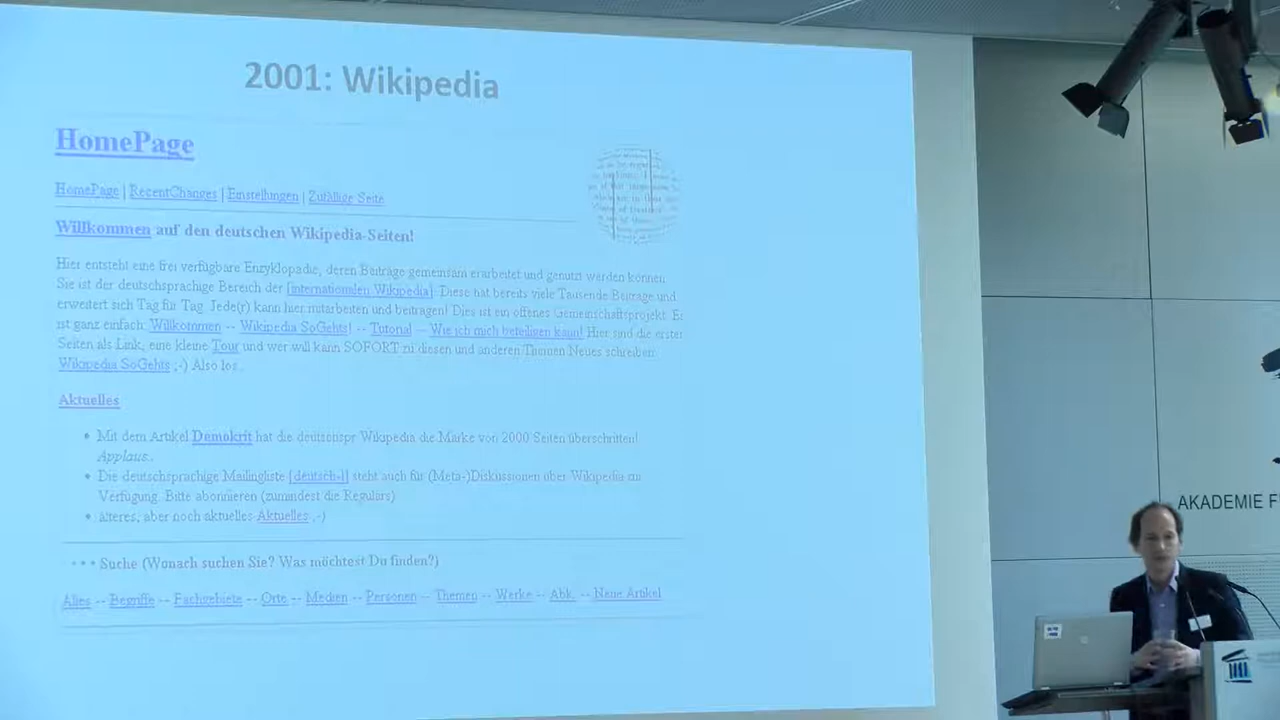 2001: Wikipedia
HomePage
HomePage | RecentChanges | Einstellungen | Zufällige Seite
Willkommen auf den deutschen Wikipedia-Seiten!
Hier entsteht eine frei verfügbare Enzyklopädie, deren Beiträge gemeinsam erarbeitet und genutzt werden können.
Sie ist der deutschsprachige Bereich der [internationalen Wikipedia]. Diese hat bereits viele Tausende Beiträge und
erweitert sich Tag für Tag. Jede(r) kann hier mitarbeiten und beitragen! Dies ist ein offenes Gemeinschaftsprojekt. Es
ist ganz einfach: Willkommen -- Wikipedia SoGehts! -- Tutorial -- Wie ich mich beteiligen kann! Hier sind die erster
Seiten als Link, eine kleine Tour und wer will kann SOFORT zu diesen und anderen Themen Neues schreiben:
Wikipedia SoGehts ;-) Also los...
Aktuelles
• Mit dem Artikel Demokrit hat die deutschspr Wikipedia die Marke von 2000 Seiten überschritten!
Applaus...
• Die deutschsprachige Mailingliste [deutsch-l] steht auch für (Meta-)Diskussionen über Wikipedia zu
Verfügung. Bitte abonnieren (zumindest die Regulars)
• älteres, aber noch aktuelles Aktuelles ;-)
• • • Suche (Wonach suchen Sie? Was möchtest Du finden?)
Alles -- Begriffe -- Fachgebiete -- Orte -- Medien -- Personen -- Themen -- Werke -- Abk. -- Neue Artikel
AKADEMIE F